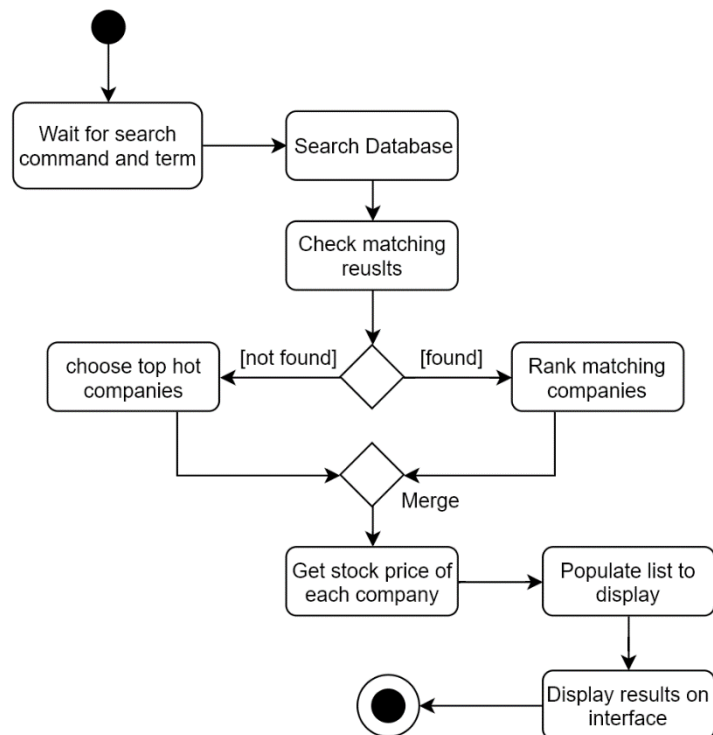 Wait for search
command and term
Search Database
Check matching
reuslts
[not found]
[found]
choose top hot
companies
Rank matching
companies
Merge
Get stock price of
each company
Populate list to
display
Display results on
interface